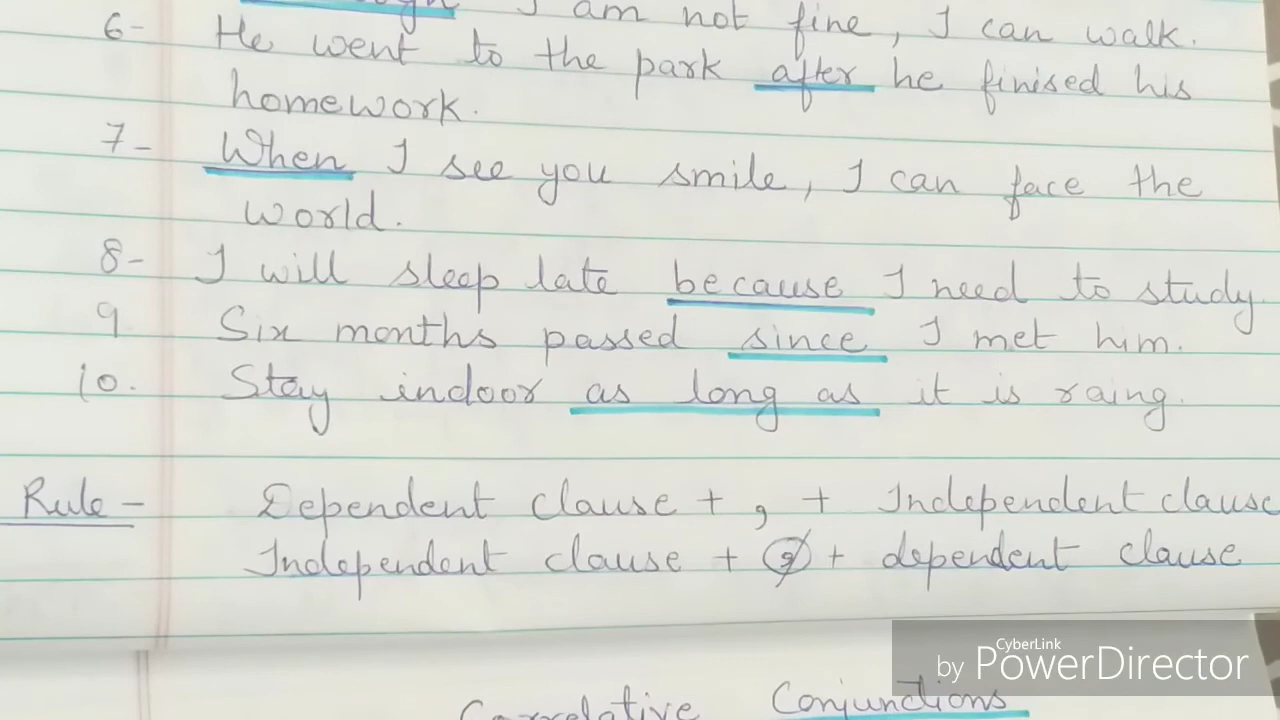 I am not fine, I can walk.
6- He went to the park after he finised his
homework.
7- When I see you smile, I can face the
world.
8- I will sleep late because I need to study.
9 Six months passed since I met him.
10. Stay indoor as long as it is raing.
Rule- Dependent clause + , + Independent clause
Independent clause + , + dependent clause
CyberLink
by PowerDirector
Correlative Conjunctions